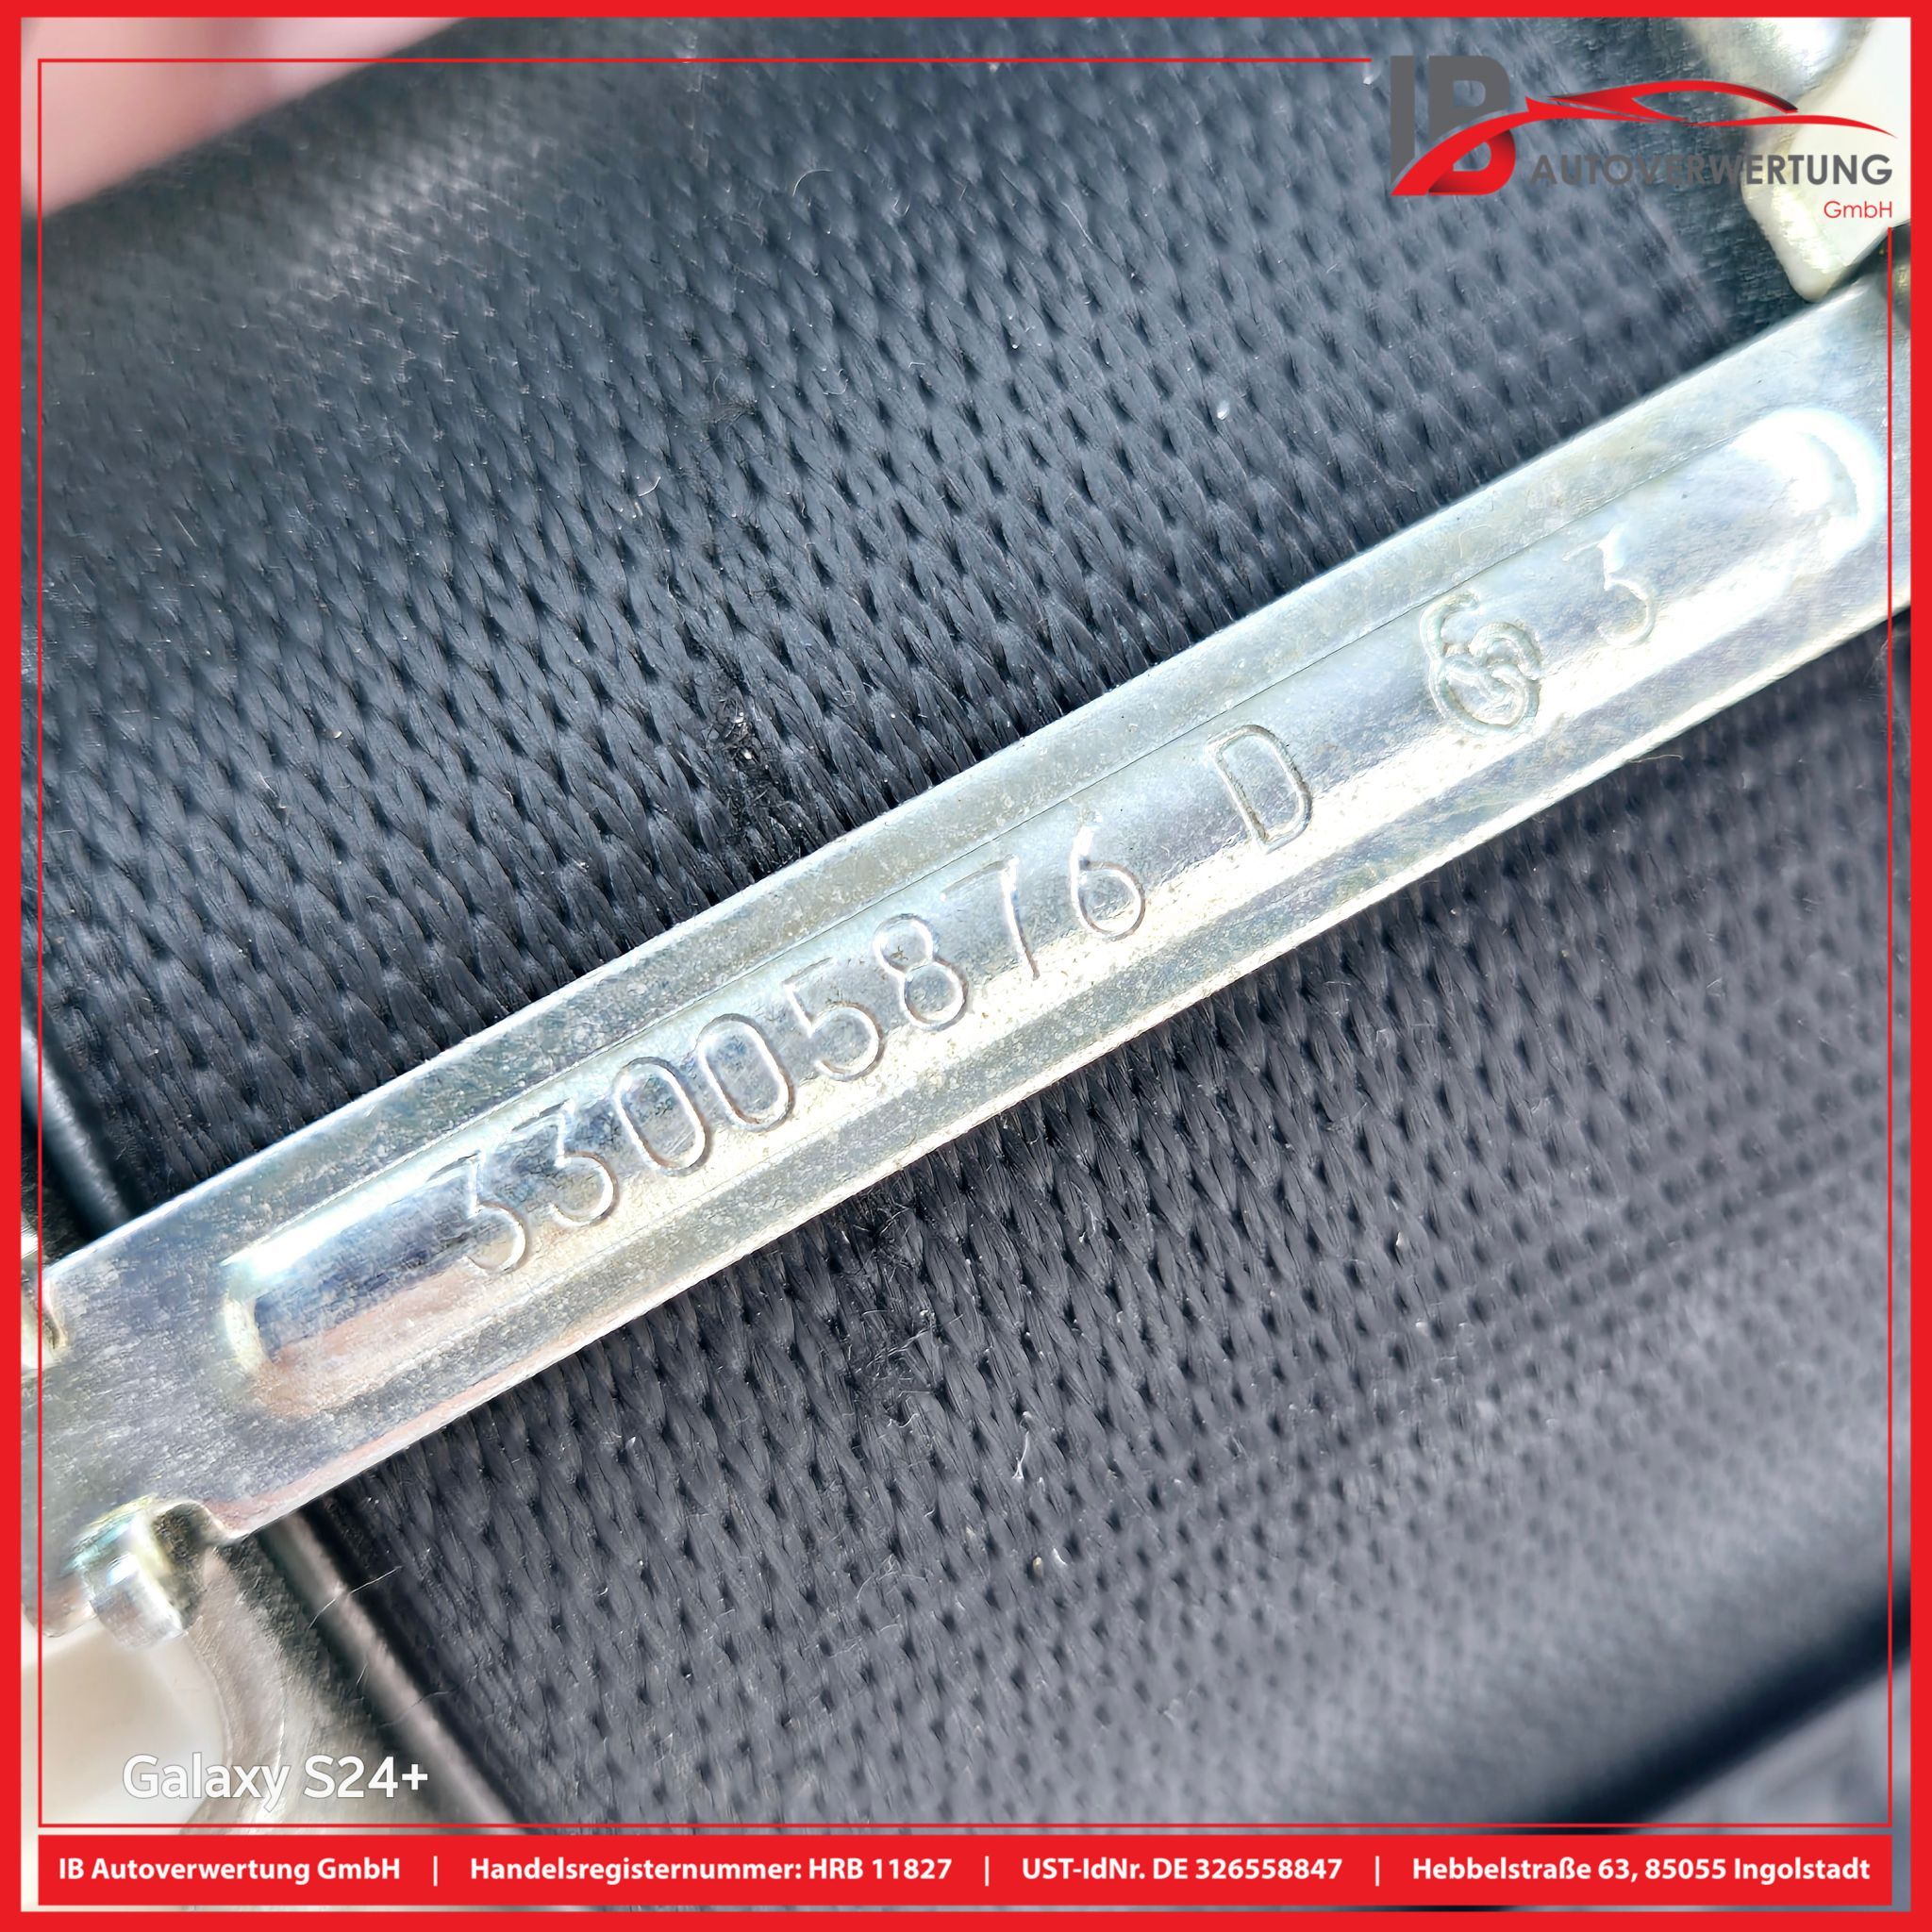 IB
AUTOVERWERTUNG
GmbH
33005876 D 3
Galaxy S24+
IB Autoverwertung GmbH | Handelsregisternummer: HRB 11827 | UST-IdNr. DE 326558847 | Hebbelstraße 63, 85055 Ingolstadt